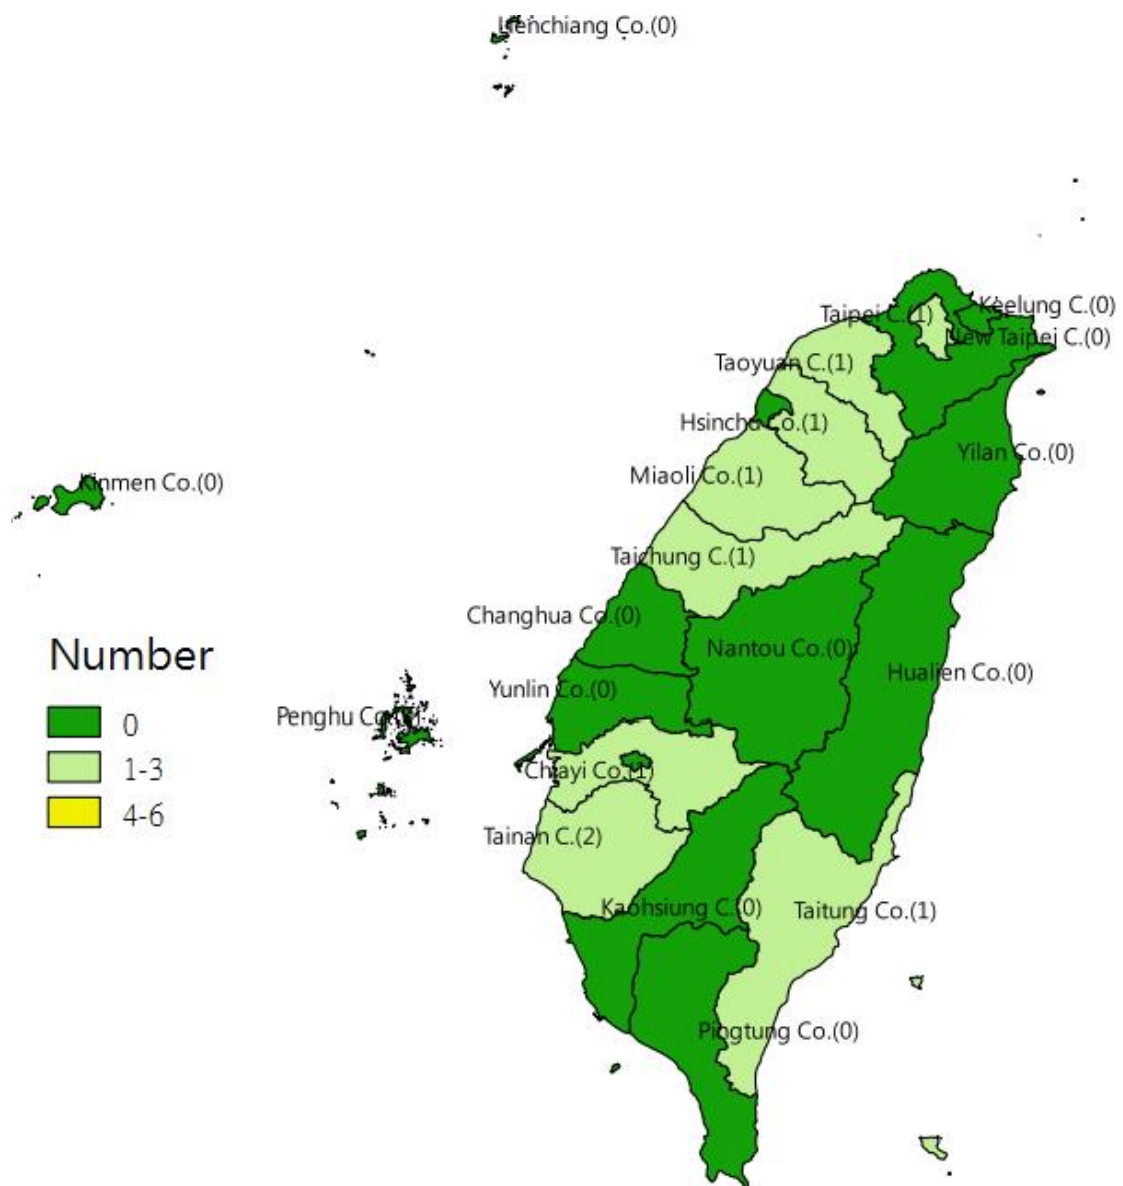 Lienchiang Co.(0)
Keelung C.(0)
Taipei C.(1)
New Taipei C.(0)
Taoyuan C.(1)
Hsinchu Co.(1)
Yilan Co.(0)
Miaoli Co.(1)
Kinmen Co.(0)
Taichung C.(1)
Changhua Co.(0)
Nantou Co.(0)
Number
Hualien Co.(0)
Yunlin Co.(0)
Penghu Co.
0
1-3
Chiayi Co.(1)
4-6
Tainan C.(2)
Kaohsiung C.(0)
Taitung Co.(1)
Pingtung Co.(0)